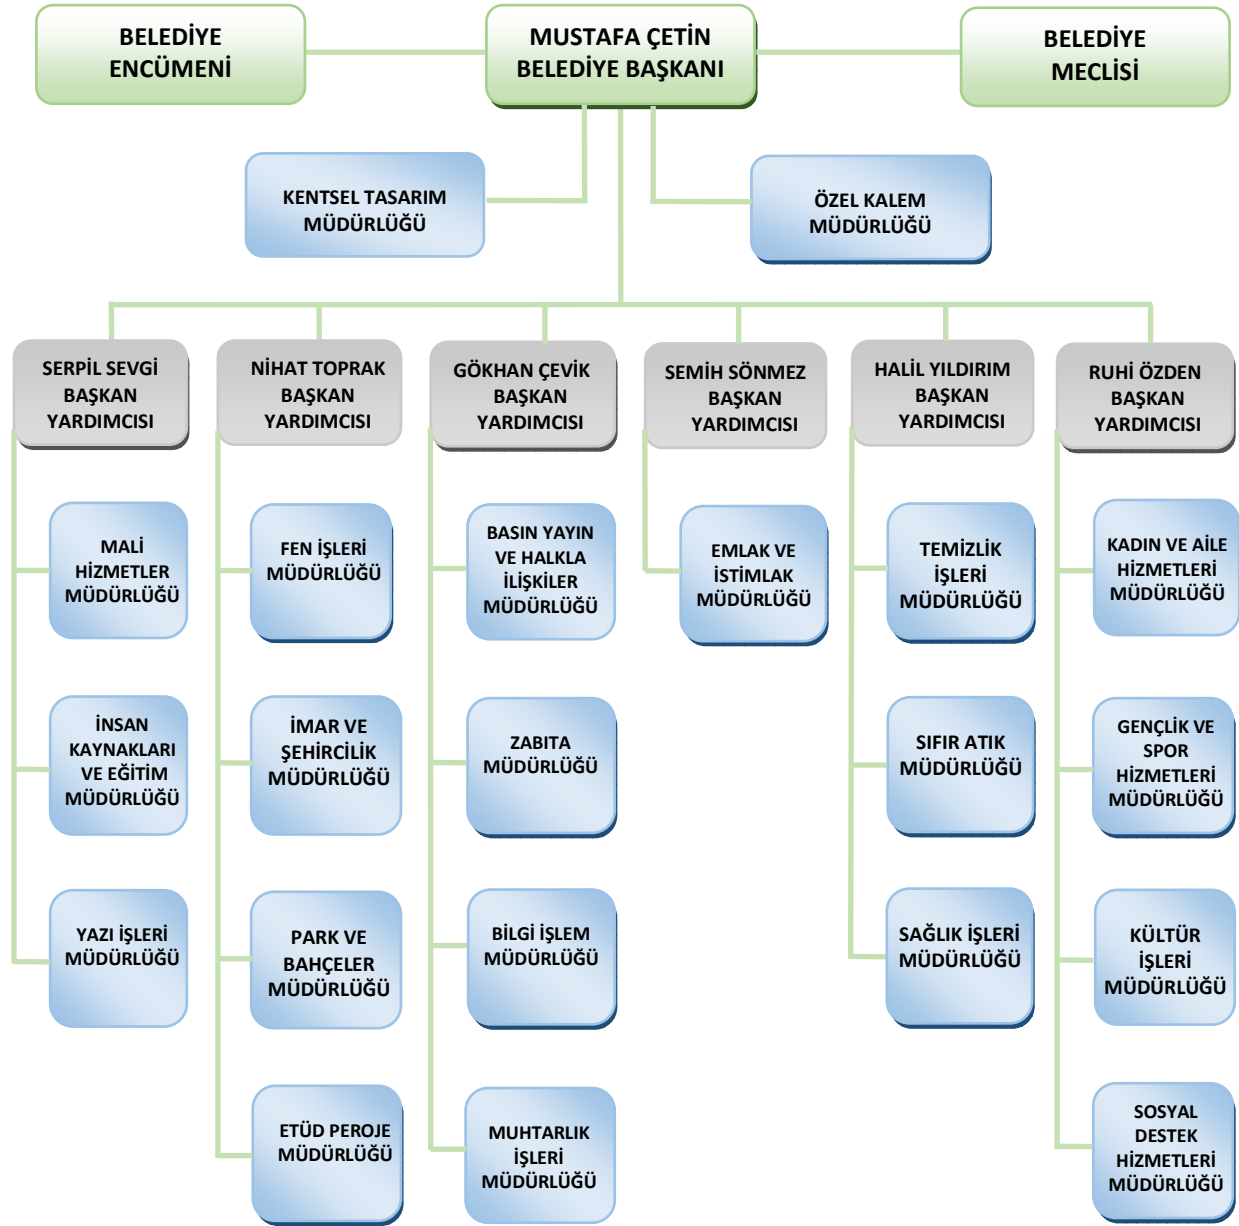 BELEDİYE
ENCÜMENİ
MUSTAFA ÇETİN
BELEDİYE BAŞKANI
BELEDİYE
MECLİSİ
KENTSEL TASARIM
MÜDÜRLÜĞÜ
ÖZEL KALEM
MÜDÜRLÜĞÜ
SERPİL SEVGİ
BAŞKAN
YARDIMCISI
NİHAT TOPRAK
BAŞKAN
YARDIMCISI
GÖKHAN ÇEVİK
BAŞKAN
YARDIMCISI
SEMİH SÖNMEZ
BAŞKAN
YARDIMCISI
HALİL YILDIRIM
BAŞKAN
YARDIMCISI
RUHİ ÖZDEN
BAŞKAN
YARDIMCISI
MALİ
HİZMETLER
MÜDÜRLÜĞÜ
FEN İŞLERİ
MÜDÜRLÜĞÜ
BASIN YAYIN
VE HALKLA
İLİŞKİLER
MÜDÜRLÜĞÜ
EMLAK VE
İSTİMLAK
MÜDÜRLÜĞÜ
TEMİZLİK
İŞLERİ
MÜDÜRLÜĞÜ
KADIN VE AİLE
HİZMETLERİ
MÜDÜRLÜĞÜ
İNSAN
KAYNAKLARI
VE EĞİTİM
MÜDÜRLÜĞÜ
İMAR VE
ŞEHİRCİLİK
MÜDÜRLÜĞÜ
ZABITA
MÜDÜRLÜĞÜ
SIFIR ATIK
MÜDÜRLÜĞÜ
GENÇLİK VE
SPOR
HİZMETLERİ
MÜDÜRLÜĞÜ
YAZI İŞLERİ
MÜDÜRLÜĞÜ
PARK VE
BAHÇELER
MÜDÜRLÜĞÜ
BİLGİ İŞLEM
MÜDÜRLÜĞÜ
SAĞLIK İŞLERİ
MÜDÜRLÜĞÜ
KÜLTÜR
İŞLERİ
MÜDÜRLÜĞÜ
ETÜD PEROJE
MÜDÜRLÜĞÜ
MUHTARLIK
İŞLERİ
MÜDÜRLÜĞÜ
SOSYAL
DESTEK
HİZMETLERİ
MÜDÜRLÜĞÜ